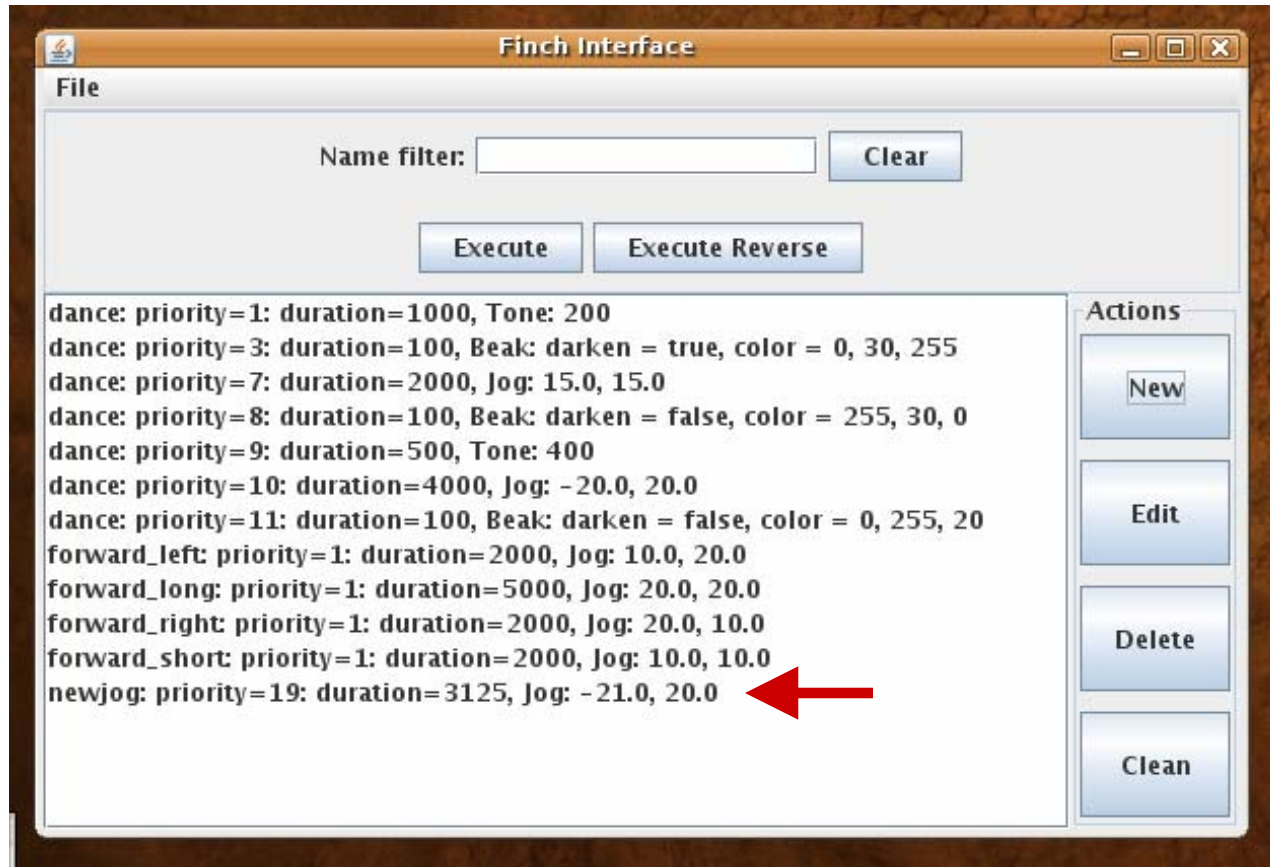 Finch Interface
File
Name filter: Clear
Execute Execute Reverse
dance: priority=1: duration=1000, Tone: 200
dance: priority=3: duration=100, Beak: darken = true, color = 0, 30, 255
dance: priority=7: duration=2000, Jog: 15.0, 15.0
dance: priority=8: duration=100, Beak: darken = false, color = 255, 30, 0
dance: priority=9: duration=500, Tone: 400
dance: priority=10: duration=4000, Jog: -20.0, 20.0
dance: priority=11: duration=100, Beak: darken = false, color = 0, 255, 20
forward_left: priority=1: duration=2000, Jog: 10.0, 20.0
forward_long: priority=1: duration=5000, Jog: 20.0, 20.0
forward_right: priority=1: duration=2000, Jog: 20.0, 10.0
forward_short: priority=1: duration=2000, Jog: 10.0, 10.0
newjog: priority=19: duration=3125, Jog: -21.0, 20.0
Actions
New
Edit
Delete
Clean